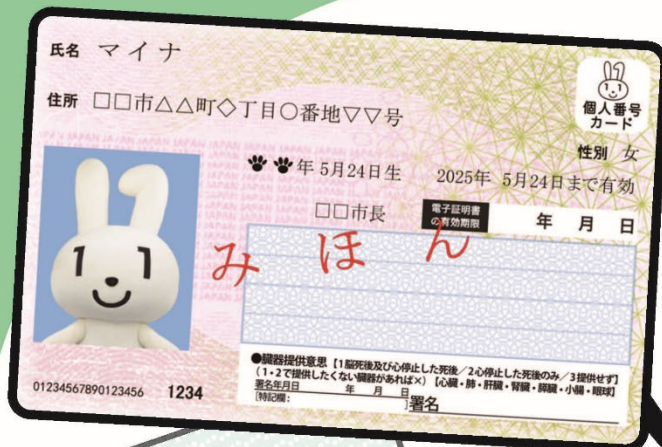 氏名 マイナ
住所 □□市△△町◇丁目○番地▽▽号
個人番号
カード
性別 女
年 5月24日生 2025年 5月24日まで有効
□□市長 電子証明書
の有効期限 年 月 日
みほん
●臓器提供意思【1脳死後及び心停止した死後/2心停止した死後のみ/3提供せず】
(1・2で提供したくない臓器があれば×)【心臓・肺・肝臓・腎臓・膵臓・小腸・眼球】
署名年月日 年 月 日
[特記欄: ]署名
01234567890123456 1234